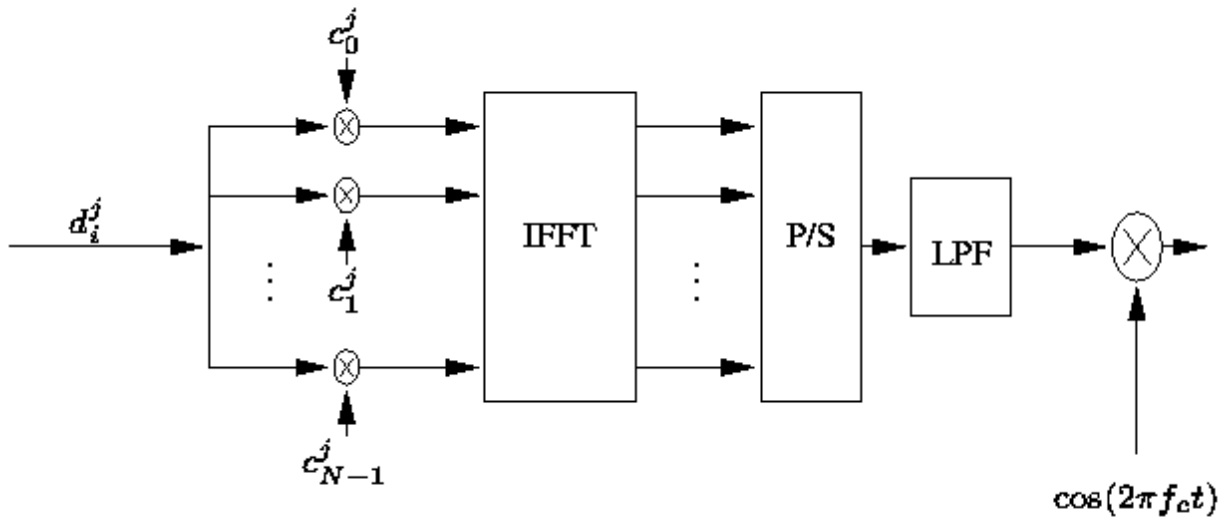 c_0^j
d_i^j
c_1^j
IFFT
P/S
LPF
c_{N-1}^j
cos(2πf_c t)